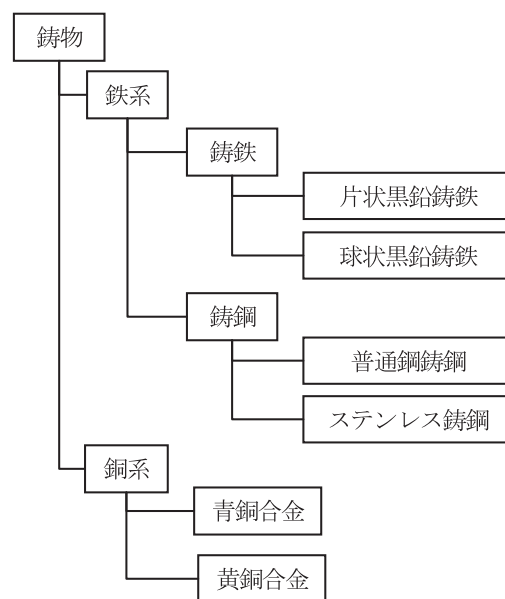 鋳物
鉄系
鋳鉄
片状黒鉛鋳鉄
球状黒鉛鋳鉄
鋳鋼
普通鋼鋳鋼
ステンレス鋳鋼
銅系
青銅合金
黄銅合金